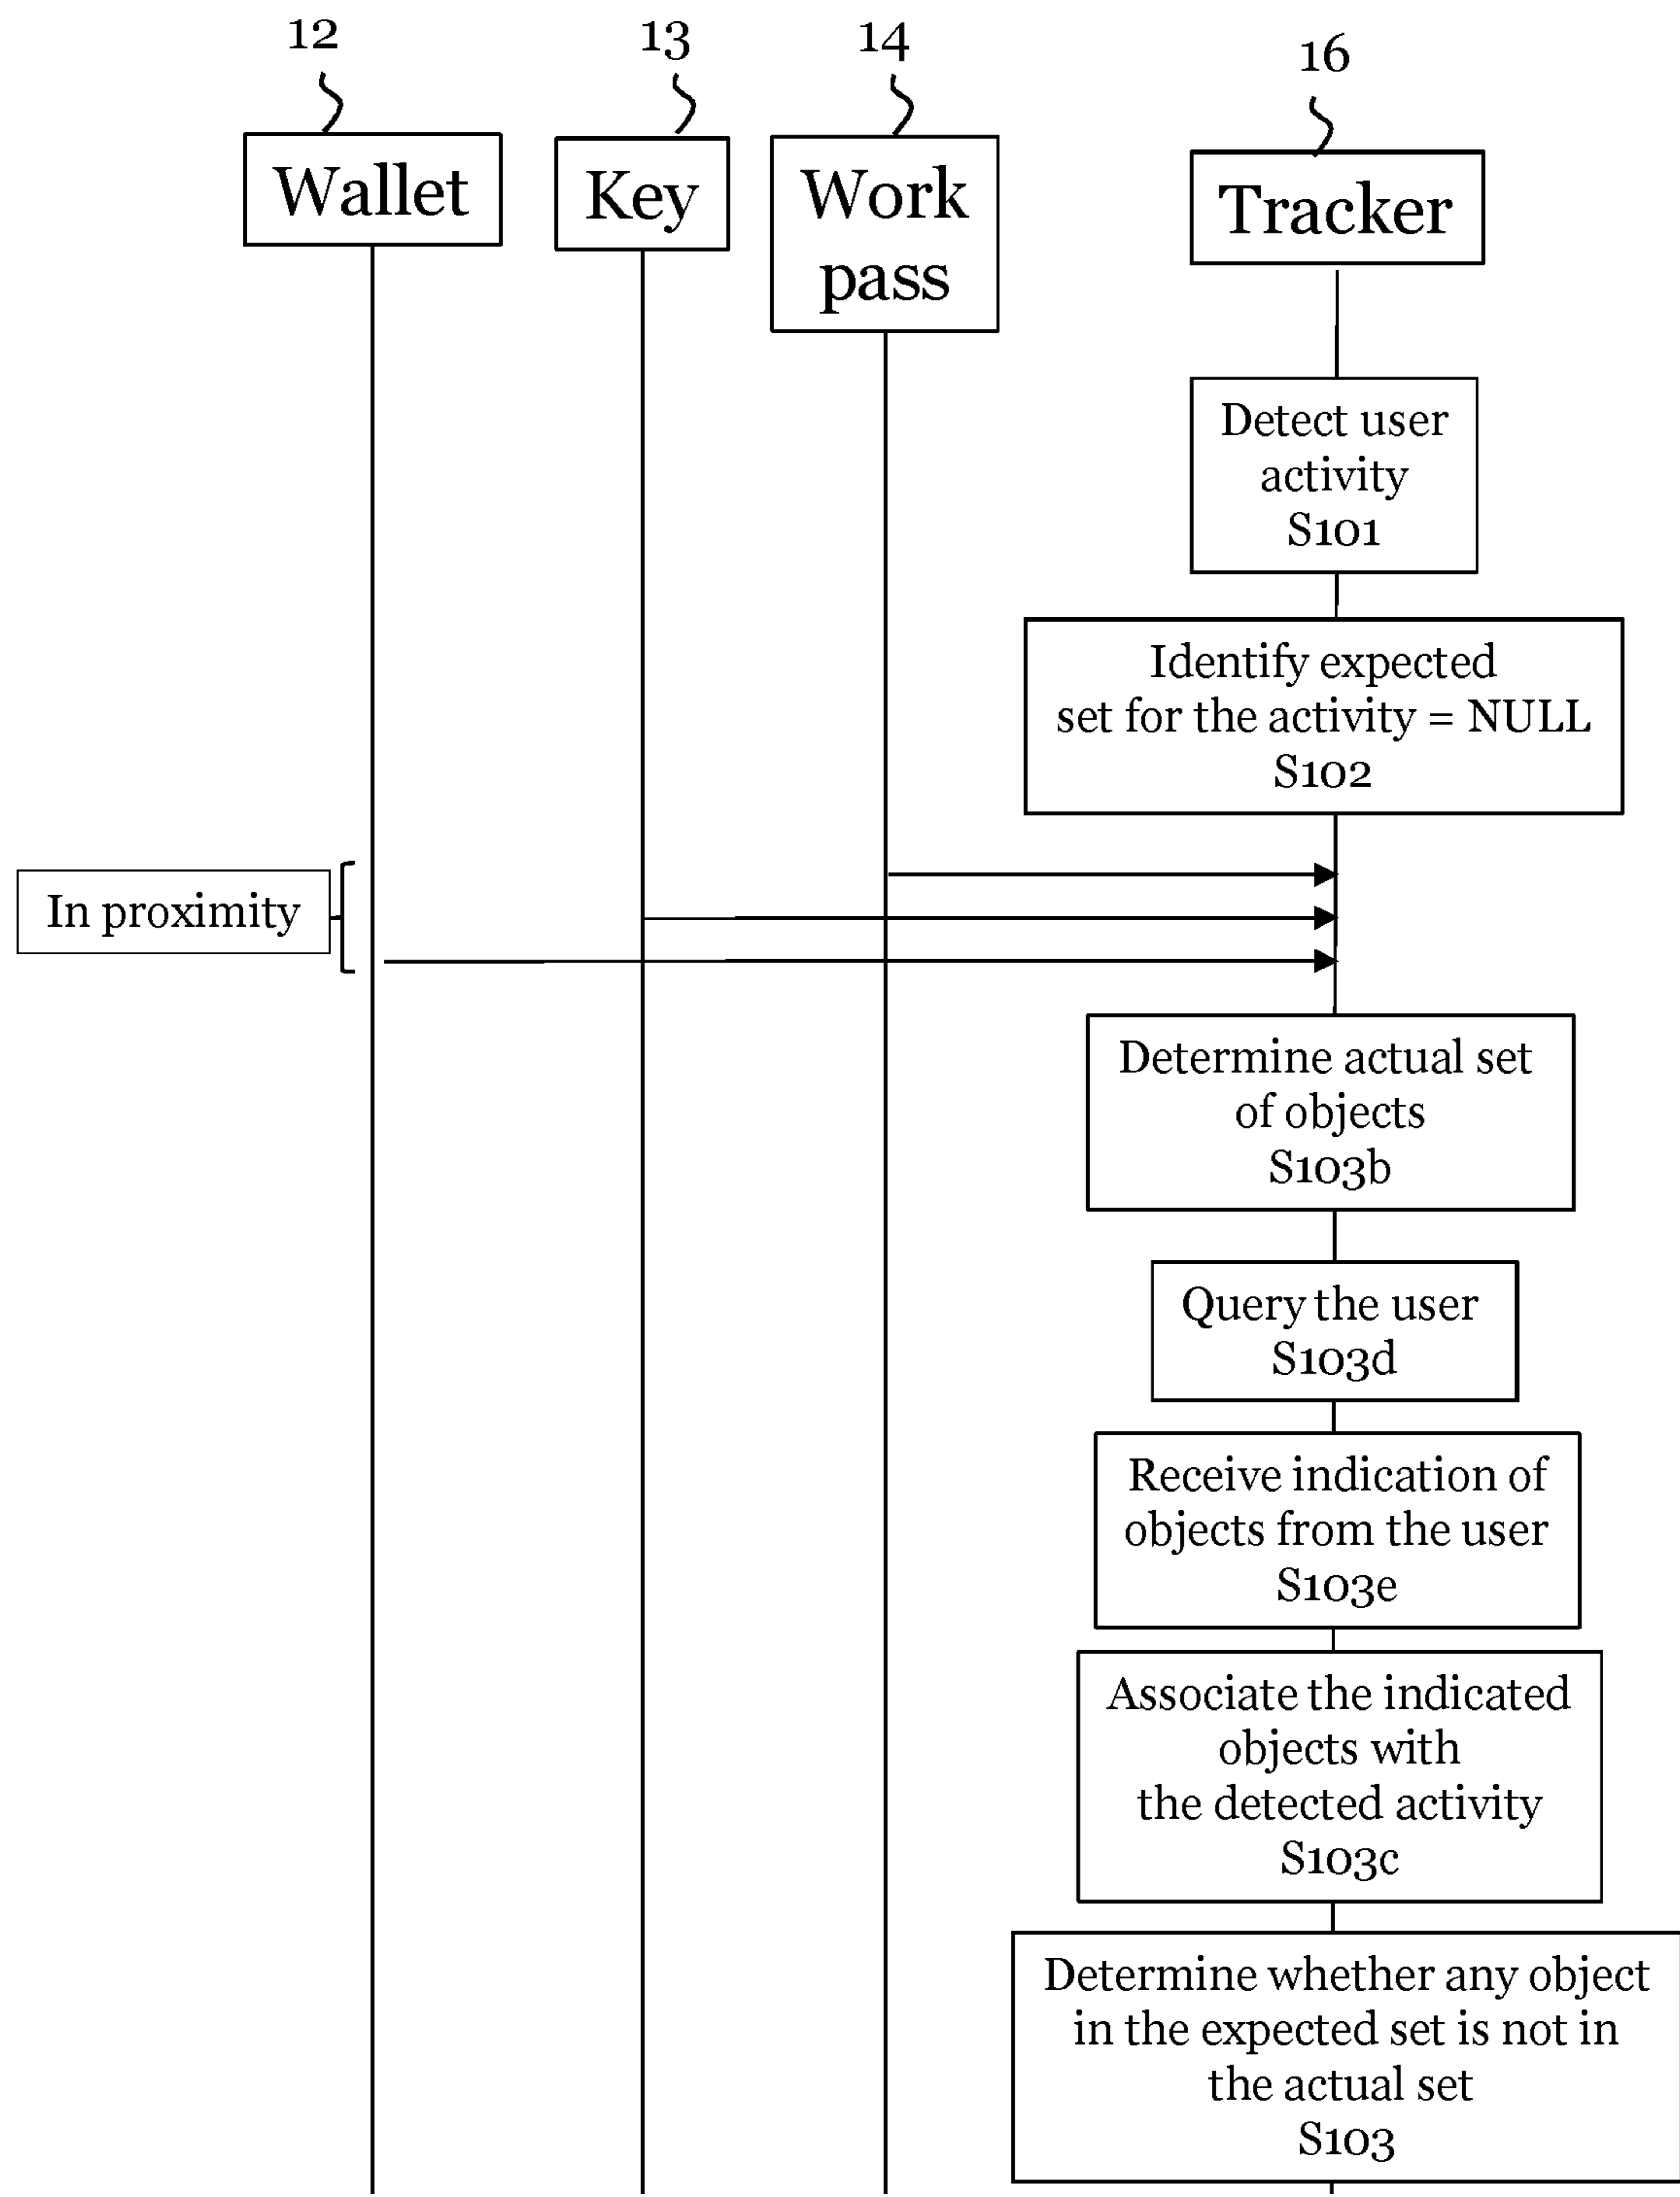 12
13
14
16
Wallet
Key
Work
pass
Tracker
Detect user
activity
S101
Identify expected
set for the activity = NULL
S102
In proximity
Determine actual set
of objects
S103b
Query the user
S103d
Receive indication of
objects from the user
S103e
Associate the indicated
objects with
the detected activity
S103c
Determine whether any object
in the expected set is not in
the actual set
S103